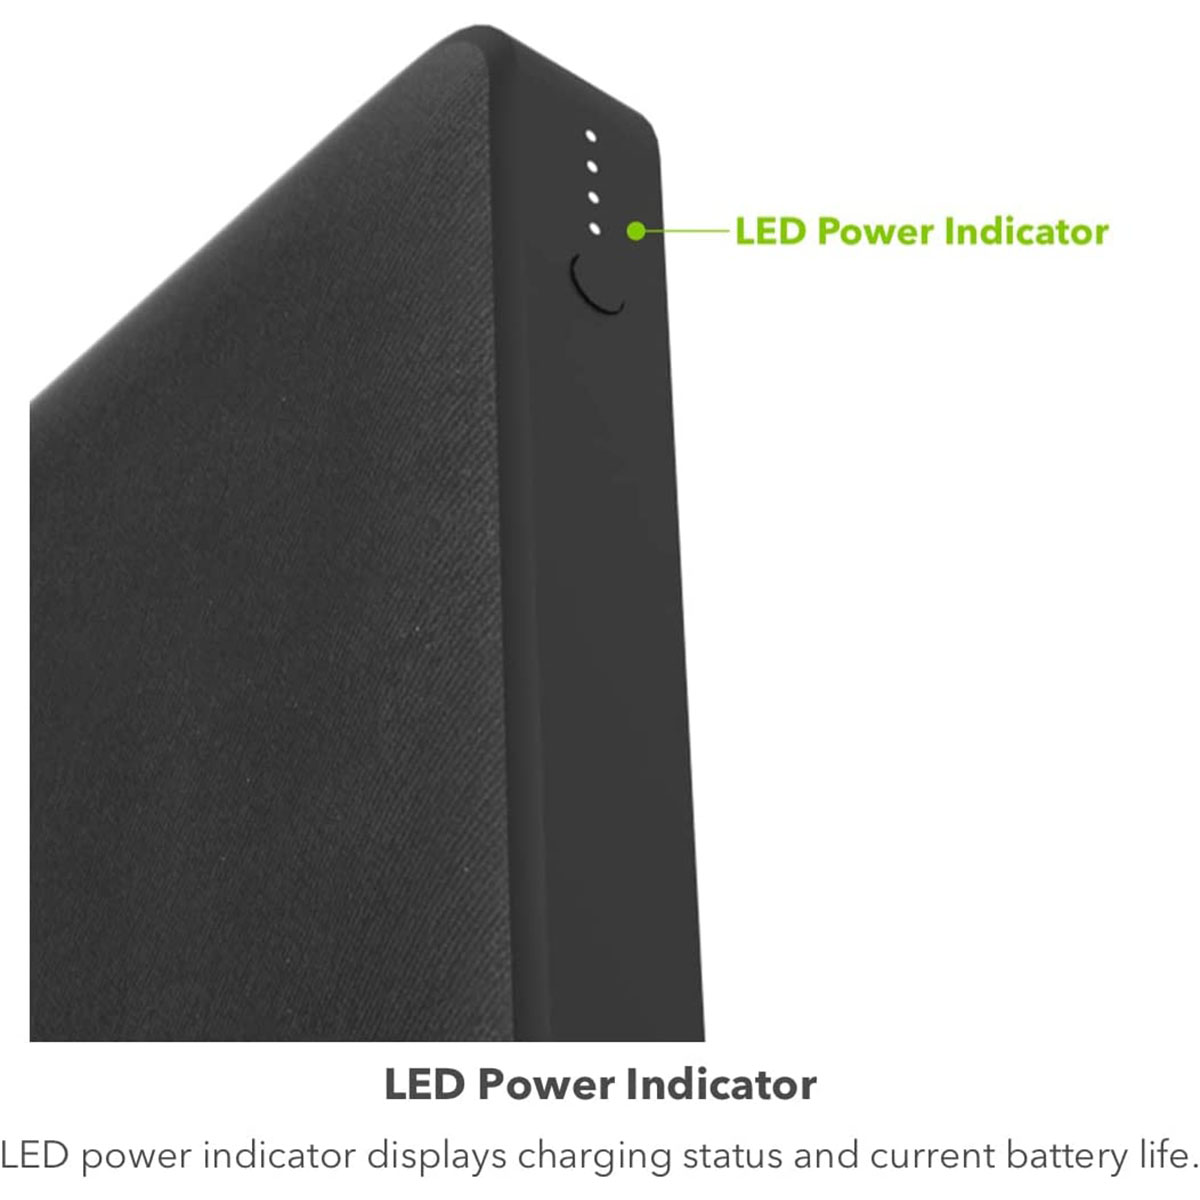 LED Power Indicator
LED Power Indicator
LED power indicator displays charging status and current battery life.